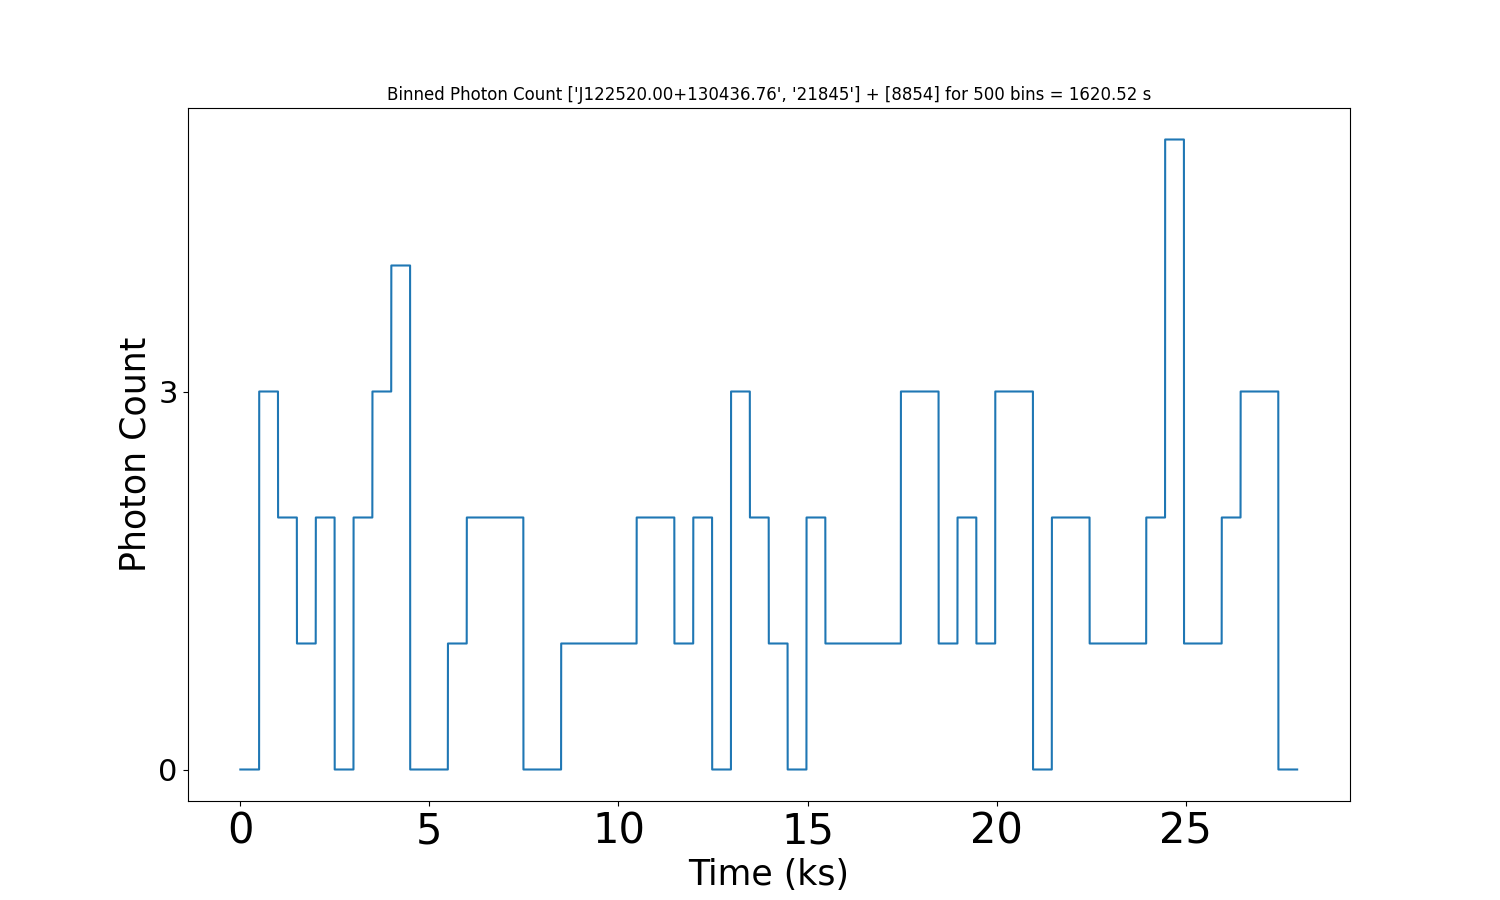 Binned Photon Count ['J122520.00+130436.76', '21845'] + [8854] for 500 bins = 1620.52 s
Photon Count
3
0
0 5 10 15 20 25
Time (ks)